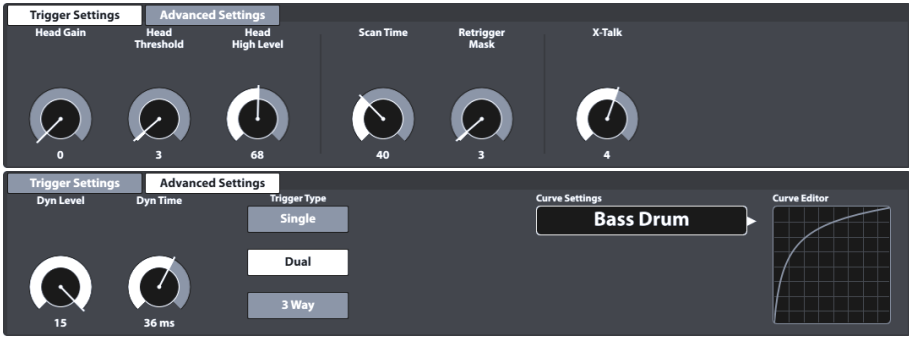 Trigger Settings
Advanced Settings
Head Gain
Head
Threshold
Head
High Level
Scan Time
Retrigger
Mask
X-Talk
0
3
68
40
3
4
Trigger Settings
Advanced Settings
Dyn Level
Dyn Time
Trigger Type
Single
Dual
3 Way
15
36 ms
Curve Settings
Bass Drum
Curve Editor